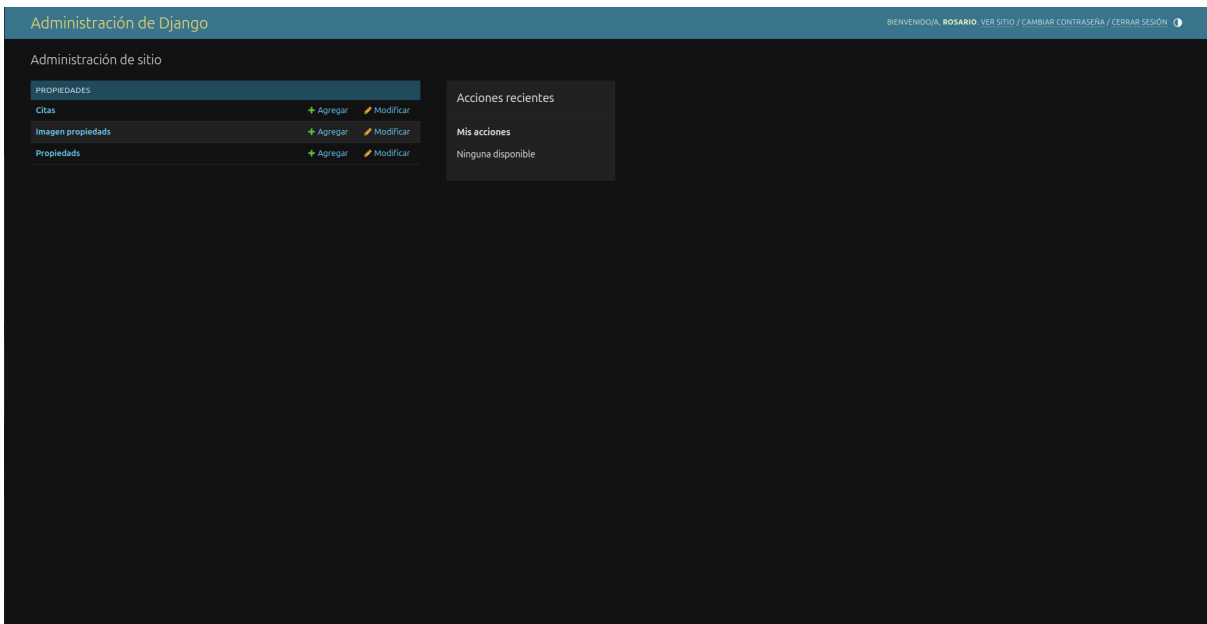 Administración de Django
BIENVENIDO/A, ROSARIO. VER SITIO / CAMBIAR CONTRASEÑA / CERRAR SESIÓN
Administración de sitio
PROPIEDADES
Citas + Agregar Modificar
Imagen propiedads + Agregar Modificar
Propiedads + Agregar Modificar
Acciones recientes
Mis acciones
Ninguna disponible